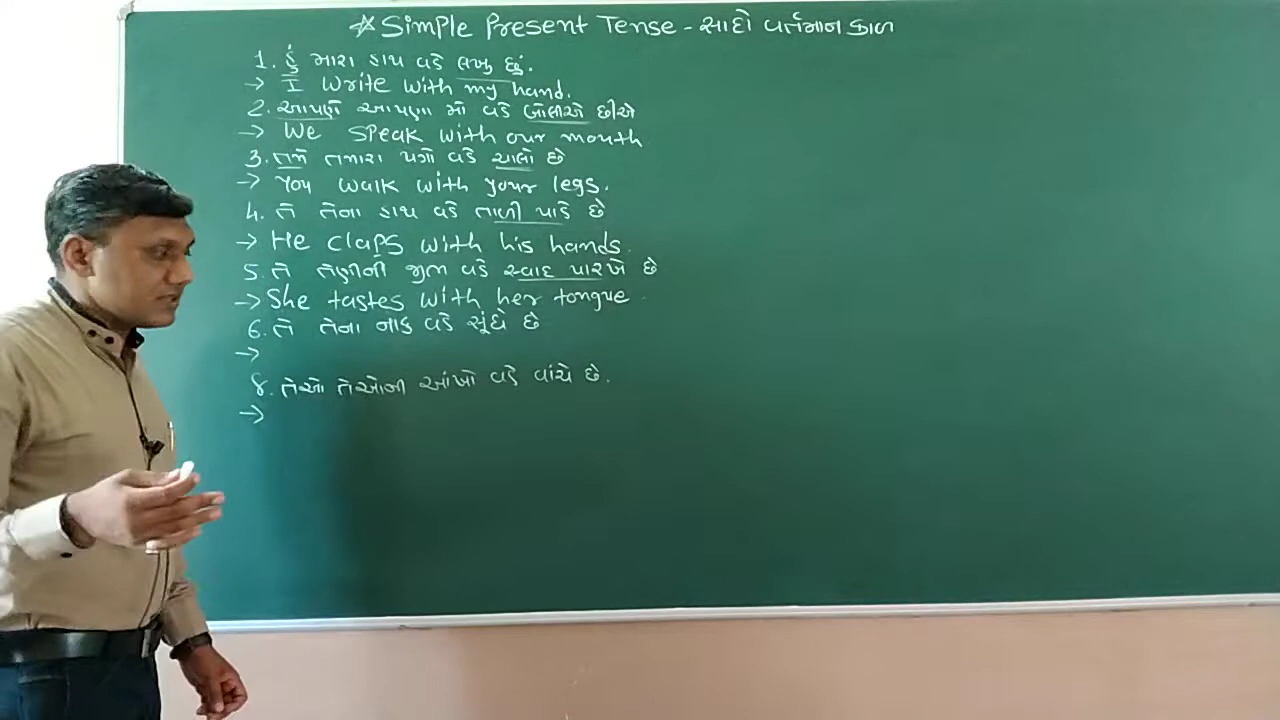 ☆ Simple Present Tense - સાદો વર્તમાન કાળ
1. હું મારા હાથ વડે લખુ છું.
→ I write with my hand.
2. આપણે આપણા મોં વડે બોલીએ છીએ
→ We speak with our mouth
3. તમે તમારા પગો વડે ચાલો છો
→ You walk with your legs.
4. તે તેના હાથ વડે તાળી પાડે છે
→ He claps with his hands.
5. તે તેણીની જીભ વડે સ્વાદ પારખે છે
→ She tastes with her tongue.
6. તે તેના નાક વડે સૂંઘે છે
→
8. તેઓ તેઓની આંખો વડે વાંચે છે.
→